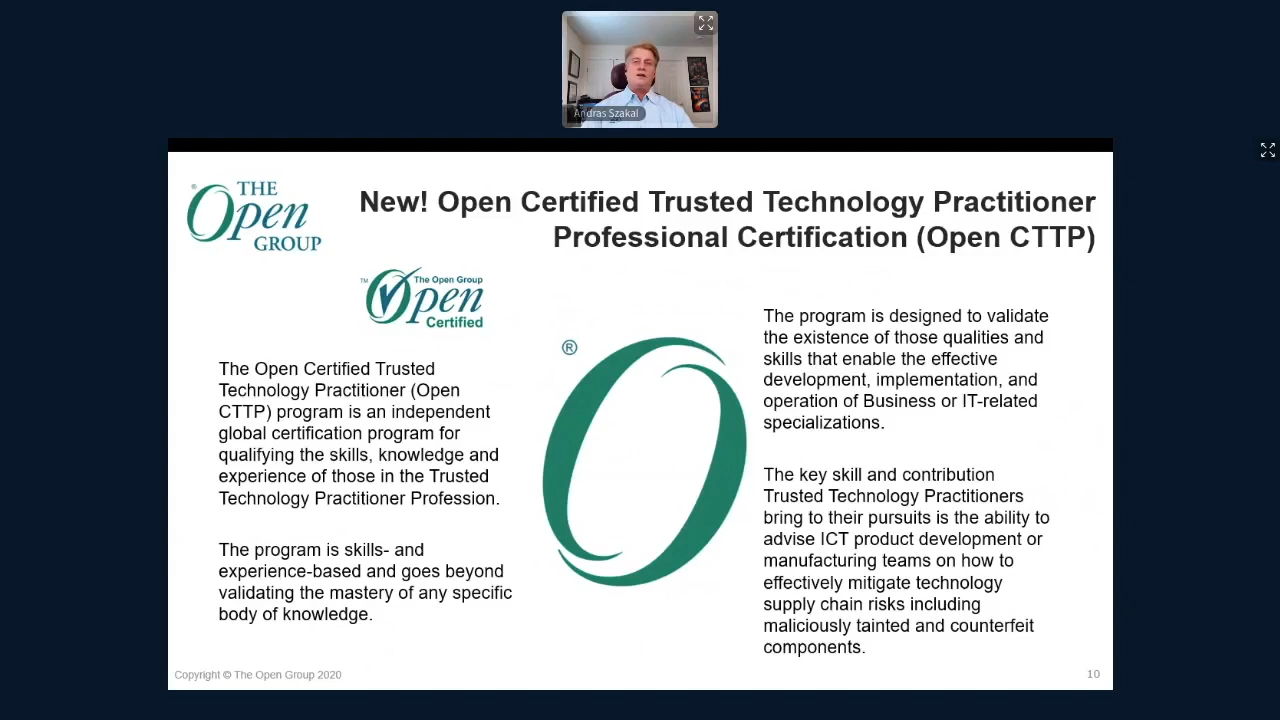 Andras Szakal
® THE
Open
GROUP
New! Open Certified Trusted Technology Practitioner
Professional Certification (Open CTTP)
™ The Open Group
Open
Certified
The Open Certified Trusted
Technology Practitioner (Open
CTTP) program is an independent
global certification program for
qualifying the skills, knowledge and
experience of those in the Trusted
Technology Practitioner Profession.
The program is skills- and
experience-based and goes beyond
validating the mastery of any specific
body of knowledge.
®
The program is designed to validate
the existence of those qualities and
skills that enable the effective
development, implementation, and
operation of Business or IT-related
specializations.
The key skill and contribution
Trusted Technology Practitioners
bring to their pursuits is the ability to
advise ICT product development or
manufacturing teams on how to
effectively mitigate technology
supply chain risks including
maliciously tainted and counterfeit
components.
Copyright © The Open Group 2020
10